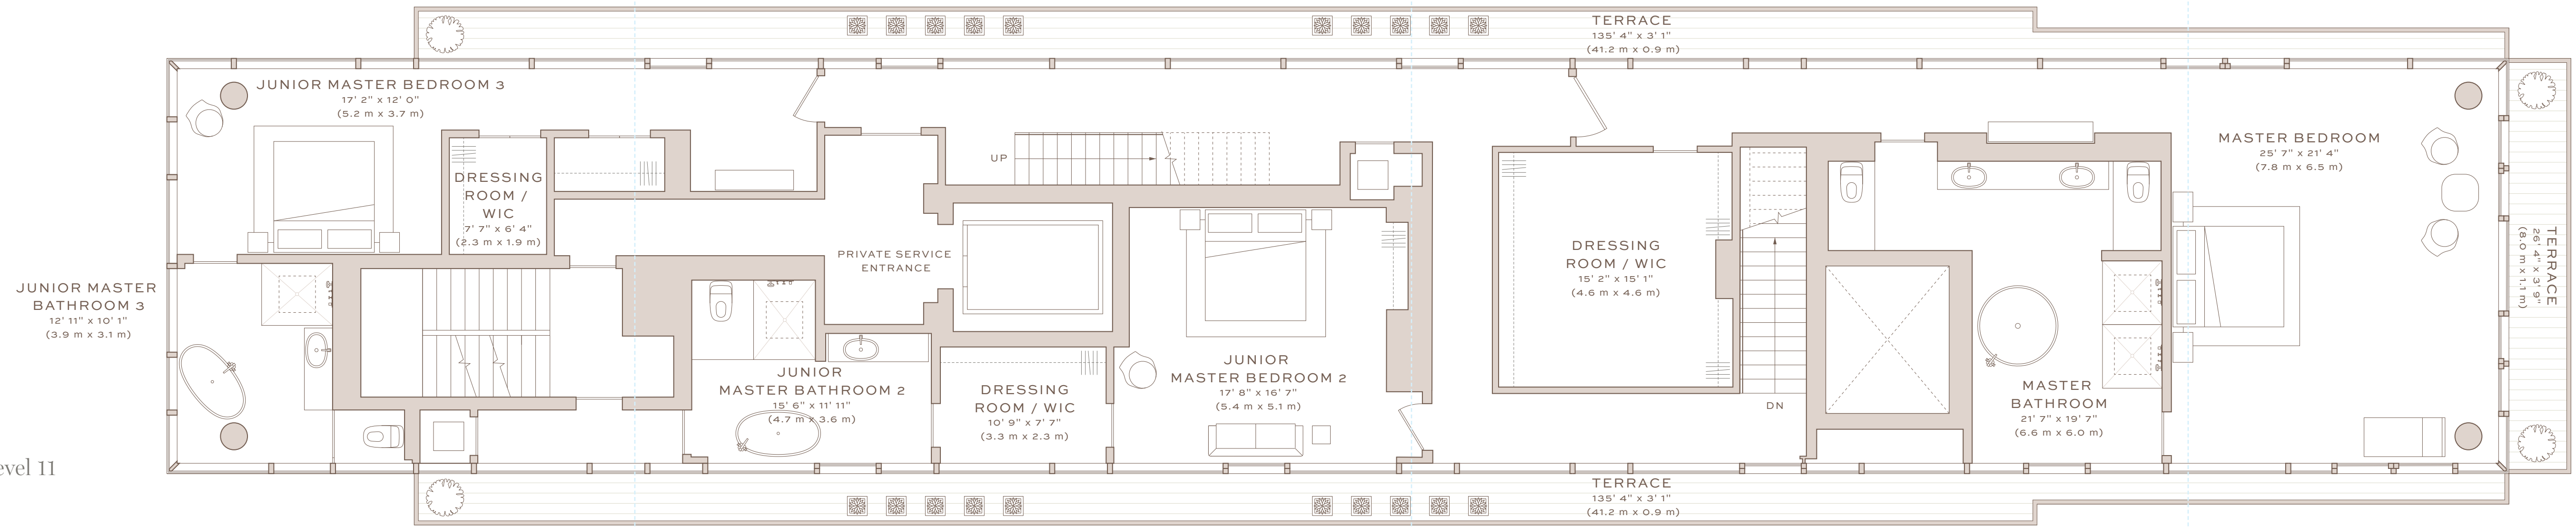 TERRACE
135' 4" x 3' 1"
(41.2 m x 0.9 m)
JUNIOR MASTER BEDROOM 3
17' 2" x 12' 0"
(5.2 m x 3.7 m)
DRESSING
ROOM /
WIC
7' 7" x 6' 4"
(2.3 m x 1.9 m)
UP
PRIVATE SERVICE
ENTRANCE
JUNIOR MASTER
BATHROOM 3
12' 11" x 10' 1"
(3.9 m x 3.1 m)
JUNIOR
MASTER BATHROOM 2
15' 6" x 11' 11"
(4.7 m x 3.6 m)
DRESSING
ROOM / WIC
10' 9" x 7' 7"
(3.3 m x 2.3 m)
JUNIOR
MASTER BEDROOM 2
17' 8" x 16' 7"
(5.4 m x 5.1 m)
DRESSING
ROOM / WIC
15' 2" x 15' 1"
(4.6 m x 4.6 m)
DN
MASTER
BATHROOM
21' 7" x 19' 7"
(6.6 m x 6.0 m)
MASTER BEDROOM
25' 7" x 21' 4"
(7.8 m x 6.5 m)
TERRACE
26' 4" x 3' 9"
(8.0 m x 1.1 m)
evel 11
TERRACE
135' 4" x 3' 1"
(41.2 m x 0.9 m)